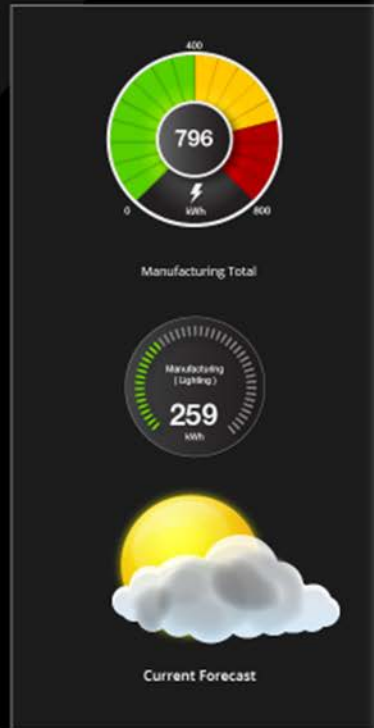 400
796
0
kWh
800
Manufacturing Total
Manufacturing
( Lighting )
259
kWh
Current Forecast